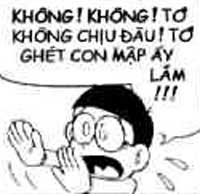 KHÔNG! KHÔNG! TỚ
KHÔNG CHỊU ĐÂU! TỚ
GHÉT CON MẬP ẤY
LẮM
!!!